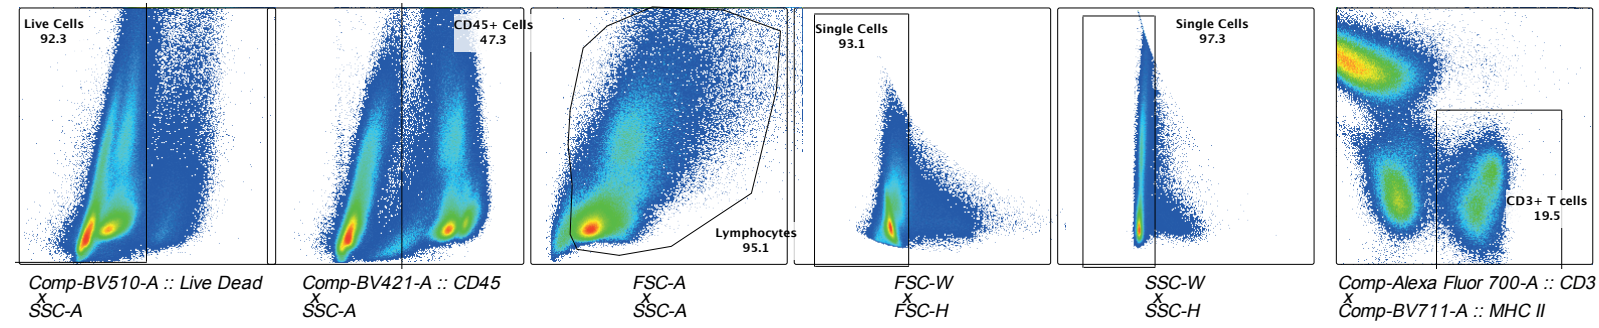 Live Cells
92.3
CD45+ Cells
47.3
Lymphocytes
95.1
Single Cells
93.1
Single Cells
97.3
CD3+ T cells
19.5
Comp-BV510-A :: Live Dead
x
SSC-A
Comp-BV421-A :: CD45
x
SSC-A
FSC-A
x
SSC-A
FSC-W
x
FSC-H
SSC-W
x
SSC-H
Comp-Alexa Fluor 700-A :: CD3
x
Comp-BV711-A :: MHC II